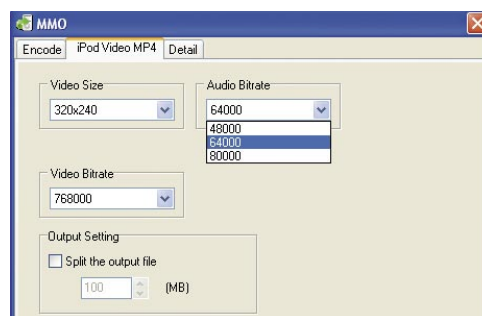 MMO
Encode iPod Video MP4 Detail
Video Size
320x240
Audio Bitrate
64000
48000
64000
80000
Video Bitrate
768000
Output Setting
Split the output file
100 (MB)